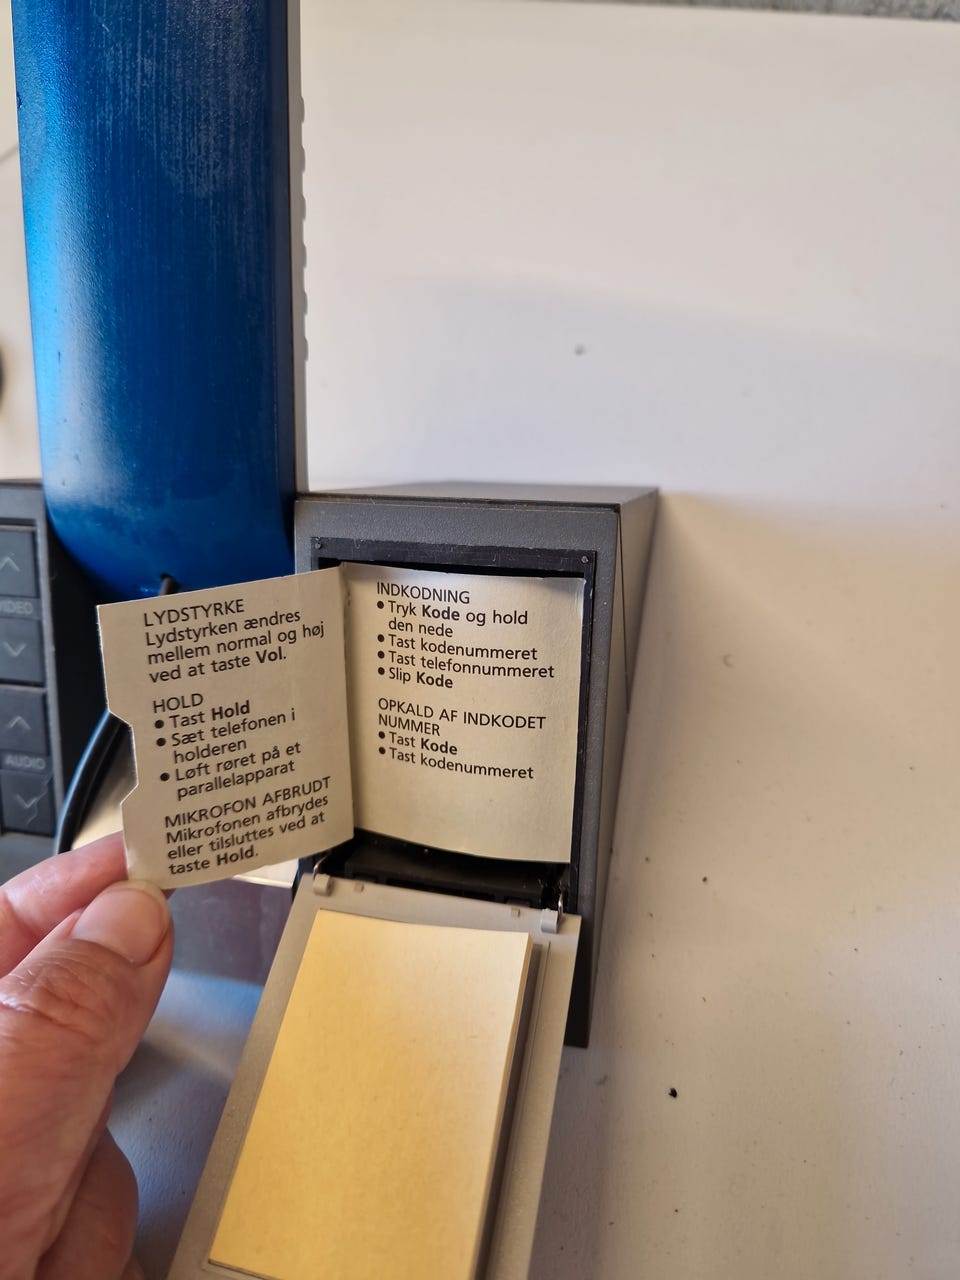 LYDSTYRKE
Lydstyrken ændres
mellem normal og høj
ved at taste Vol.
HOLD
• Tast Hold
• Sæt telefonen i
holderen
• Løft røret på et
parallelapparat
MIKROFON AFBRUDT
Mikrofonen afbrydes
eller tilsluttes ved at
taste Hold.
INDKODNING
• Tryk Kode og hold
den nede
• Tast kodenummeret
• Tast telefonnummeret
• Slip Kode
OPKALD AF INDKODET
NUMMER
• Tast Kode
• Tast kodenummeret
VIDEO
AUDIO